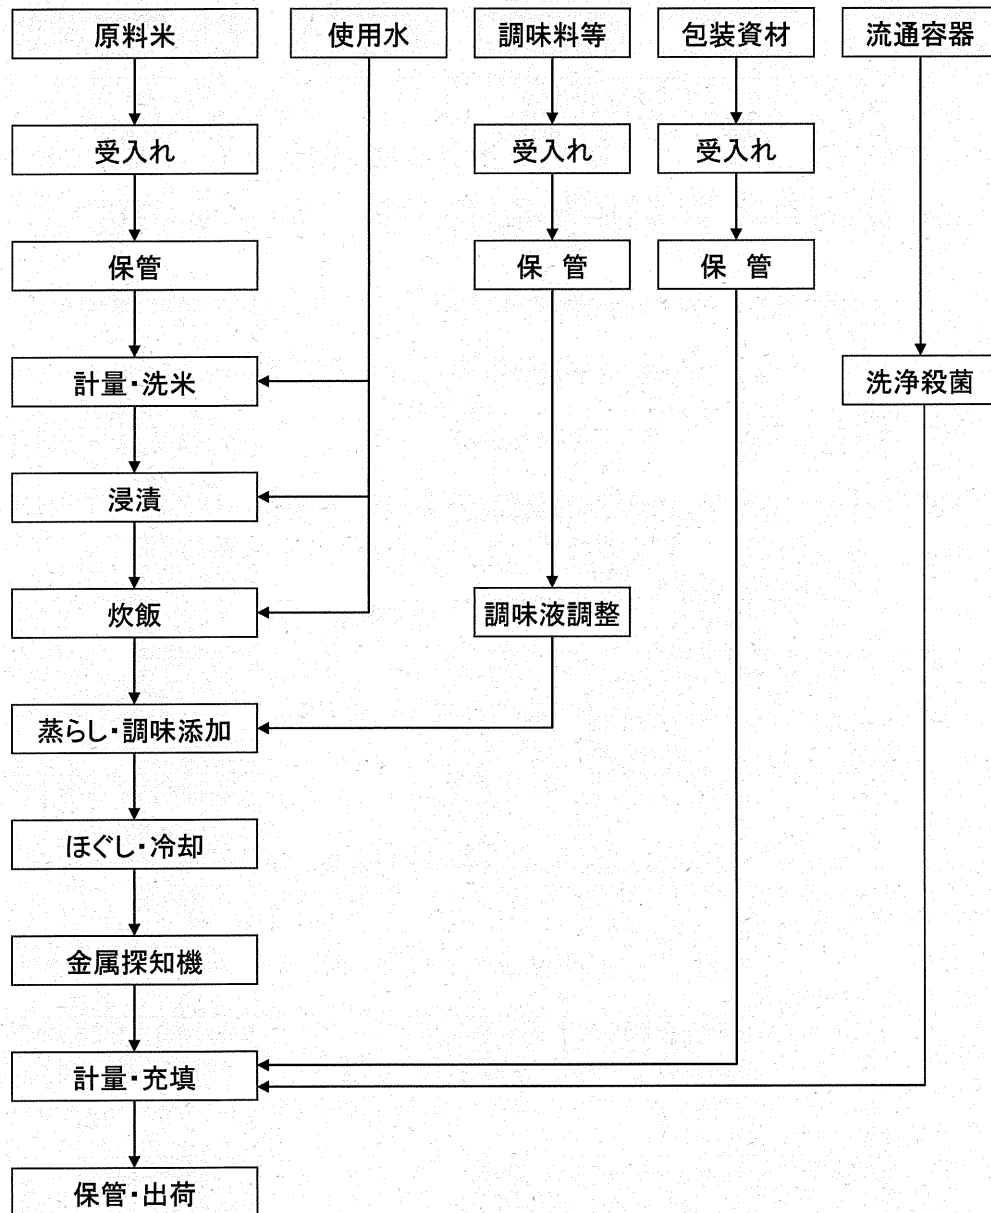 原料米
使用水
調味料等
包装資材
流通容器
受入れ
受入れ
受入れ
保管
保 管
保 管
計量・洗米
洗浄殺菌
浸漬
炊飯
調味液調整
蒸らし・調味添加
ほぐし・冷却
金属探知機
計量・充填
保管・出荷